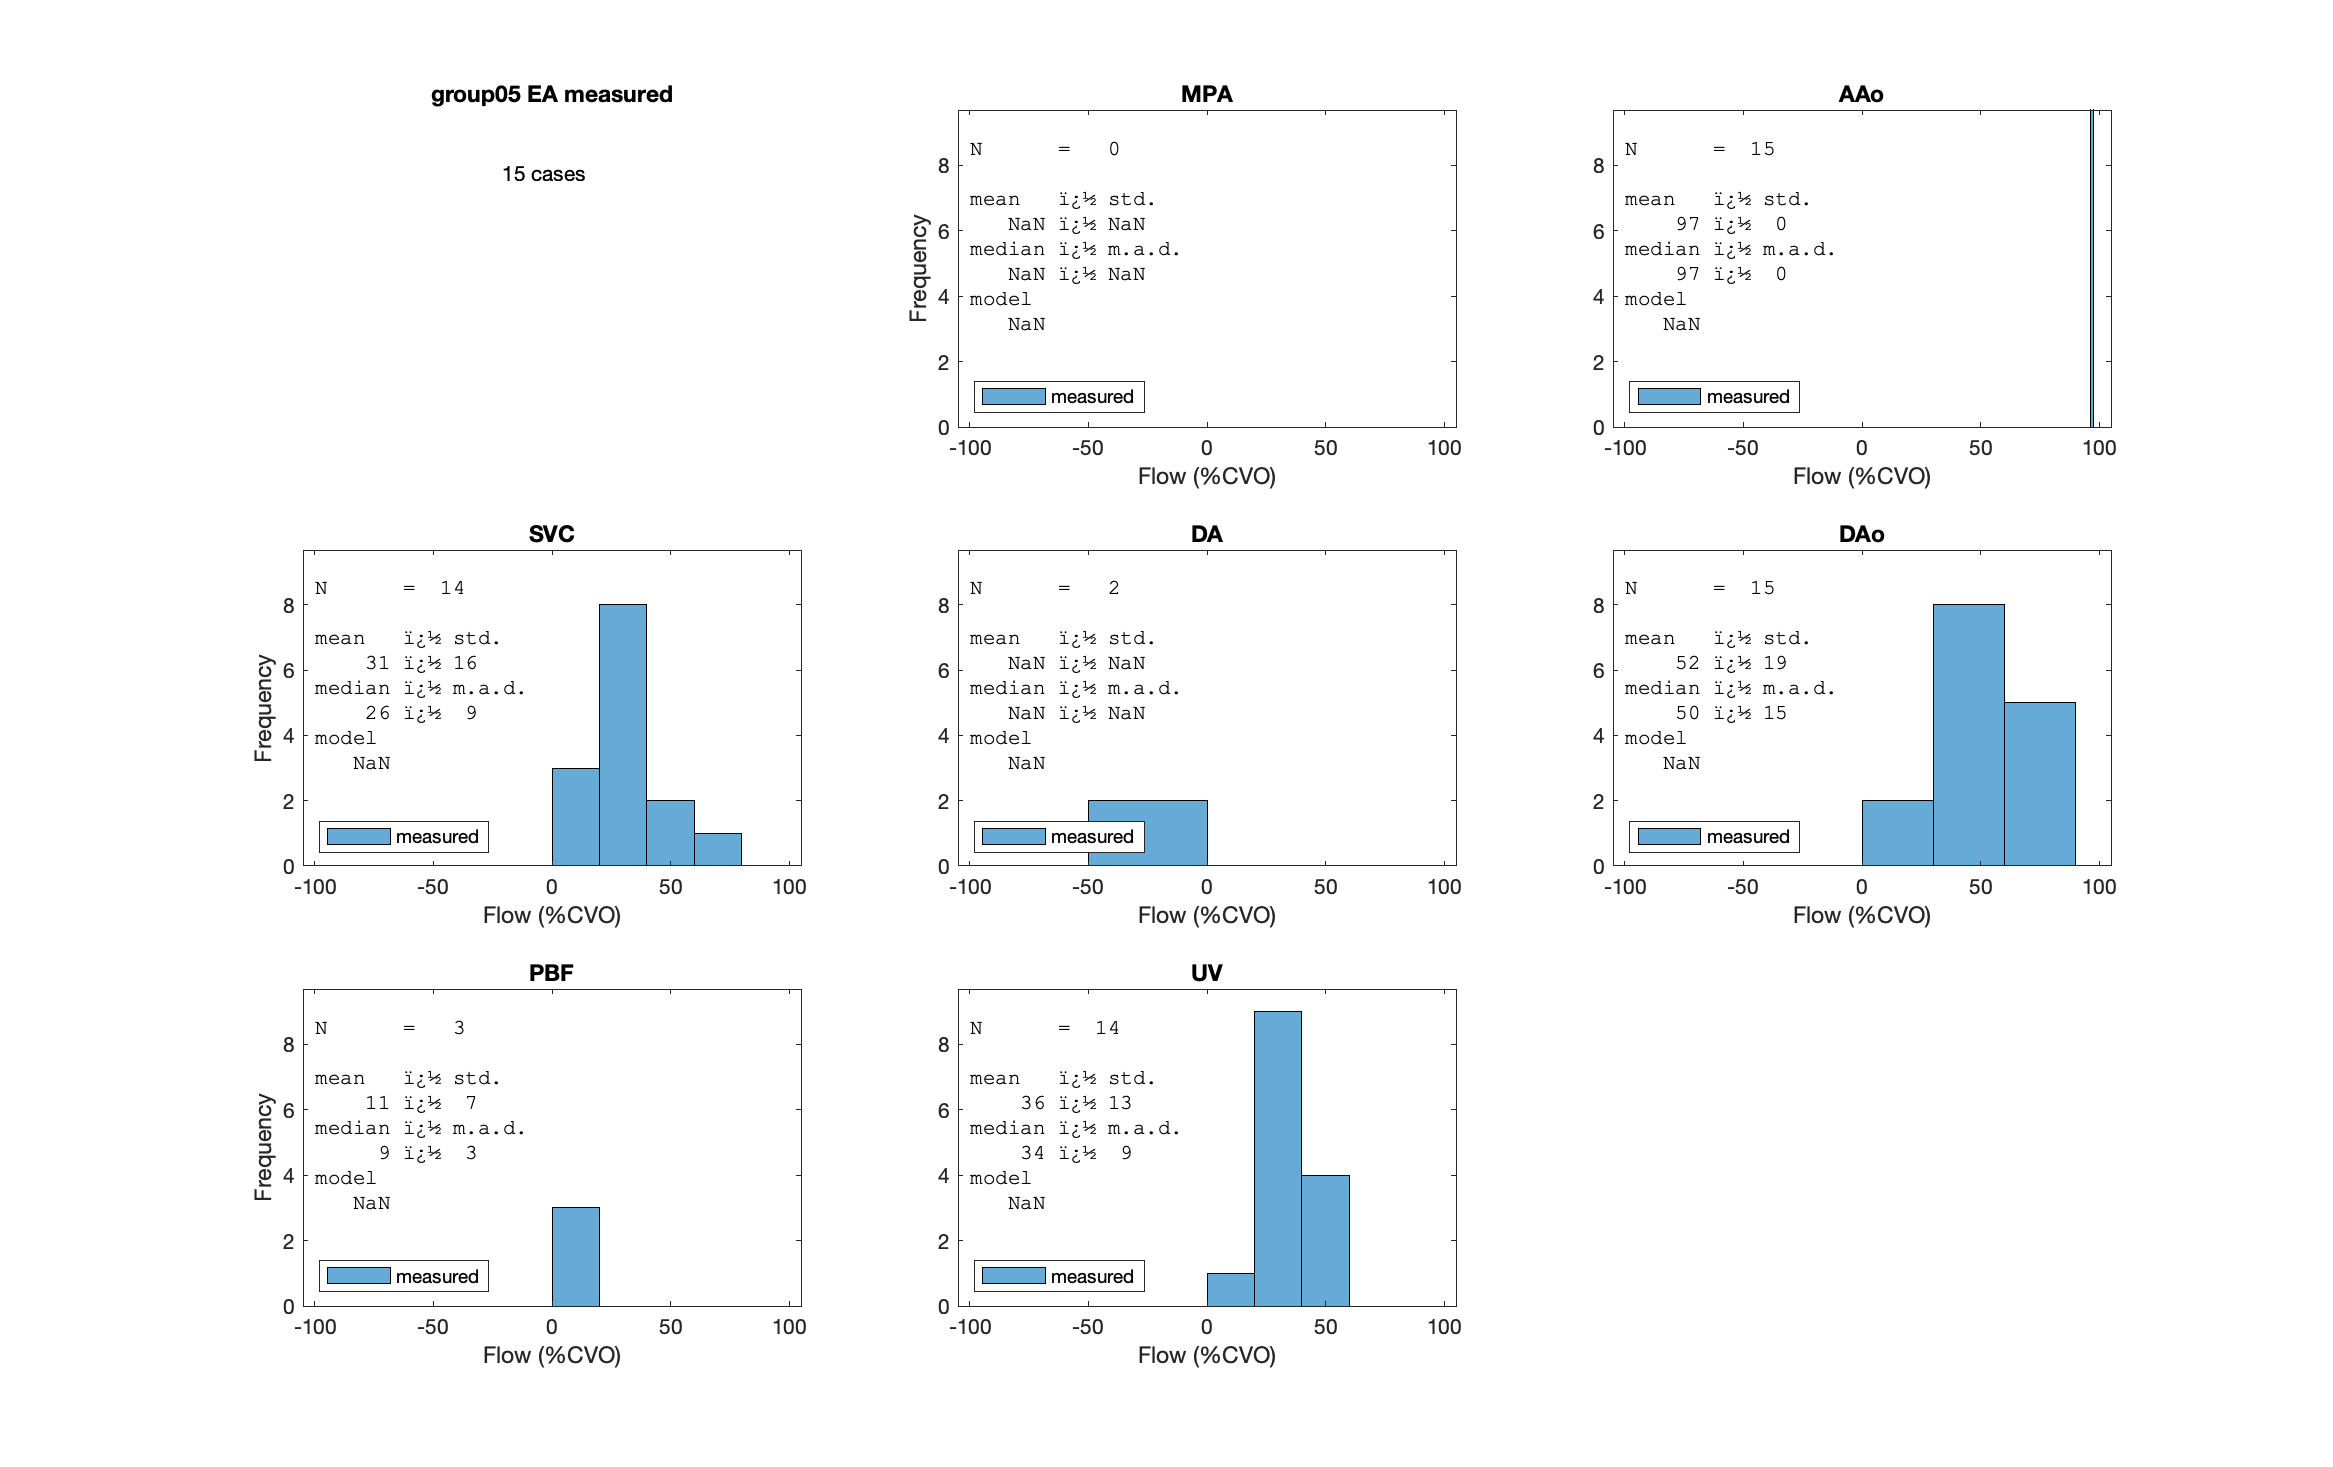 group05 EA measured
15 cases
MPA
N = 0
mean ï¿½ std.
NaN ï¿½ NaN
median ï¿½ m.a.d.
NaN ï¿½ NaN
model
NaN
measured
Frequency
0
2
4
6
8
-100 -50 0 50 100
Flow (%CVO)
AAo
N = 15
mean ï¿½ std.
97 ï¿½ 0
median ï¿½ m.a.d.
97 ï¿½ 0
model
NaN
measured
0
2
4
6
8
-100 -50 0 50 100
Flow (%CVO)
SVC
N = 14
mean ï¿½ std.
31 ï¿½ 16
median ï¿½ m.a.d.
26 ï¿½ 9
model
NaN
measured
Frequency
0
2
4
6
8
-100 -50 0 50 100
Flow (%CVO)
DA
N = 2
mean ï¿½ std.
NaN ï¿½ NaN
median ï¿½ m.a.d.
NaN ï¿½ NaN
model
NaN
measured
0
2
4
6
8
-100 -50 0 50 100
Flow (%CVO)
DAo
N = 15
mean ï¿½ std.
52 ï¿½ 19
median ï¿½ m.a.d.
50 ï¿½ 15
model
NaN
measured
0
2
4
6
8
-100 -50 0 50 100
Flow (%CVO)
PBF
N = 3
mean ï¿½ std.
11 ï¿½ 7
median ï¿½ m.a.d.
9 ï¿½ 3
model
NaN
measured
Frequency
0
2
4
6
8
-100 -50 0 50 100
Flow (%CVO)
UV
N = 14
mean ï¿½ std.
36 ï¿½ 13
median ï¿½ m.a.d.
34 ï¿½ 9
model
NaN
measured
0
2
4
6
8
-100 -50 0 50 100
Flow (%CVO)